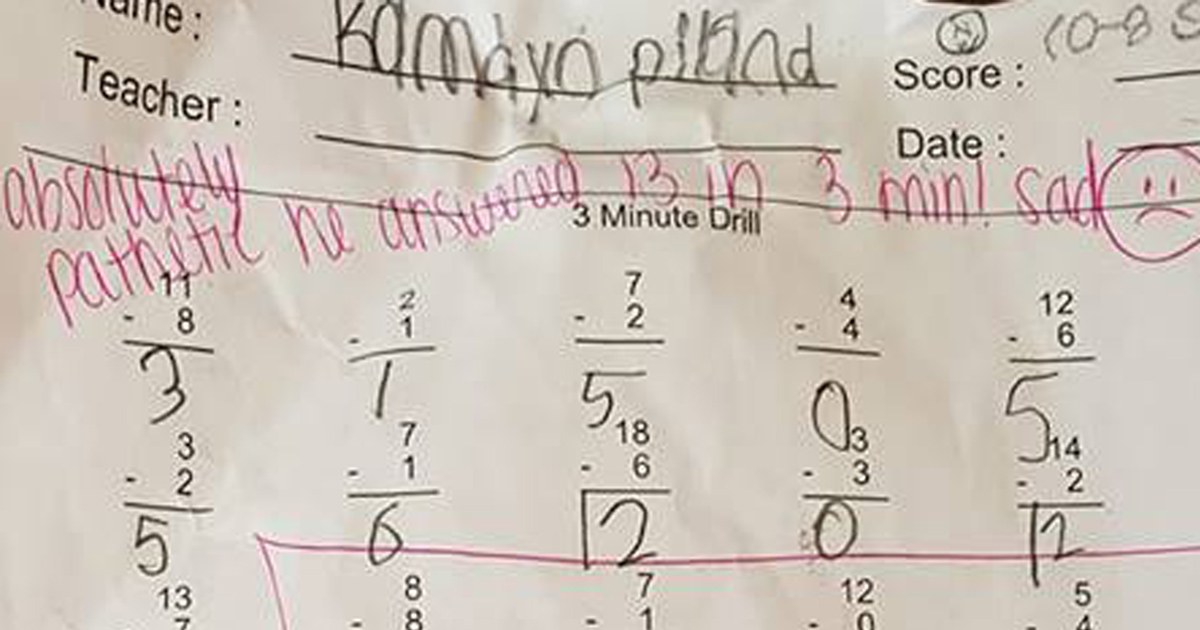 Name : Kamdyn piland
Score : (0-8 S
Teacher :
Date :
absolutely
pathetic he answered 13 in 3 min! sad
3 Minute Drill
11 2 7 4 12
- 8 - 1 - 2 - 4 - 6
3 1 5 0 5
3 7 18 3 14
- 2 - 1 - 6 - 3 - 2
5 6 12 0 12
13 8 7 12 5
- 7 - 8 - 1 - 0 - 4